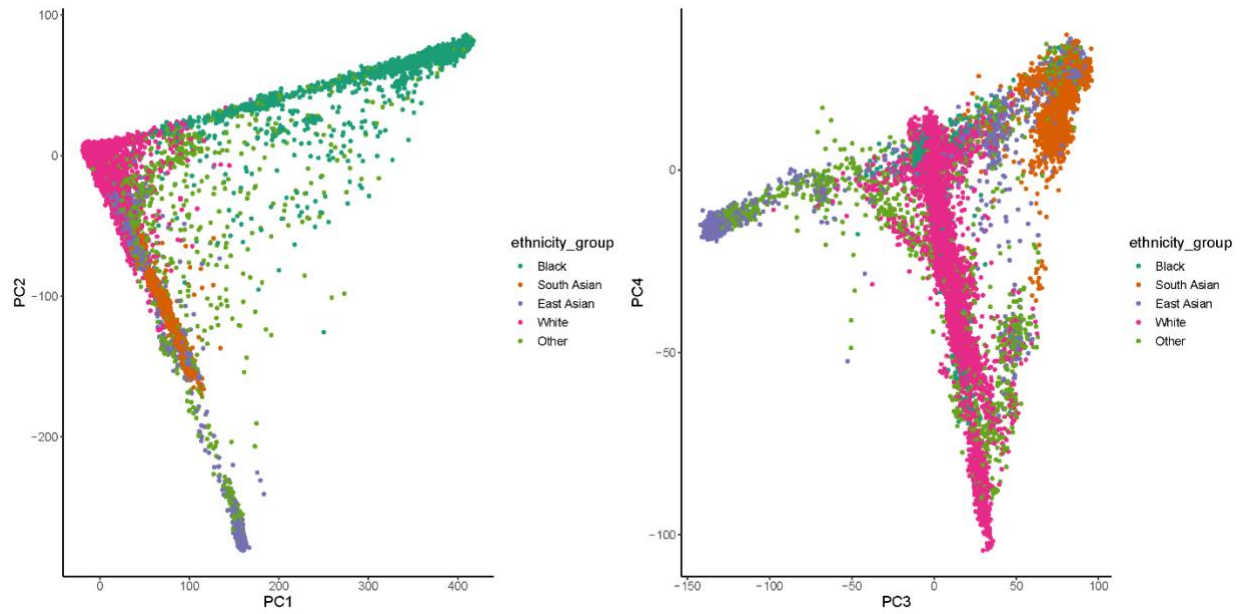 100
0
−100
−200
PC2
0
100
200
300
400
PC1
ethnicity_group
Black
South Asian
East Asian
White
Other
0
−50
−100
PC4
−150
−100
−50
0
50
100
PC3
ethnicity_group
Black
South Asian
East Asian
White
Other